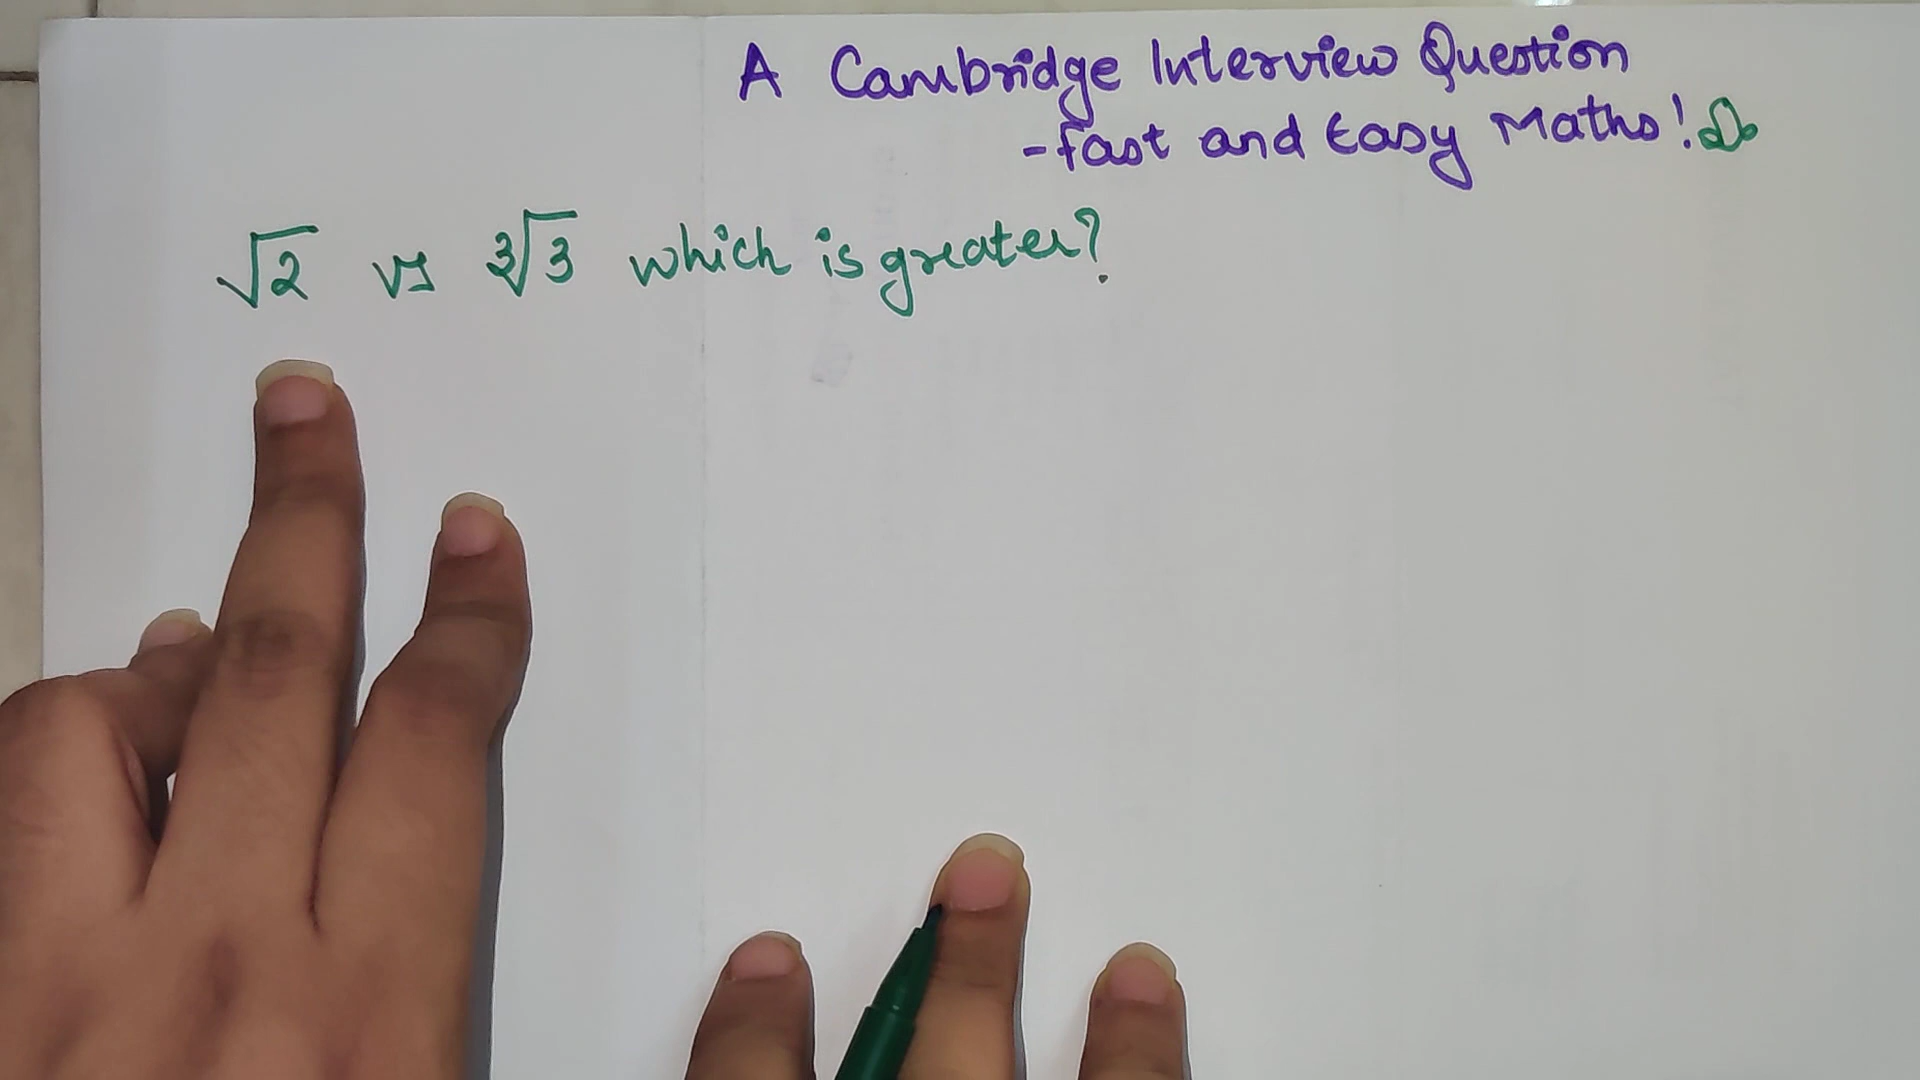 A Cambridge Interview Question
-fast and Easy Maths!
√2 vs ∛3 which is greater?